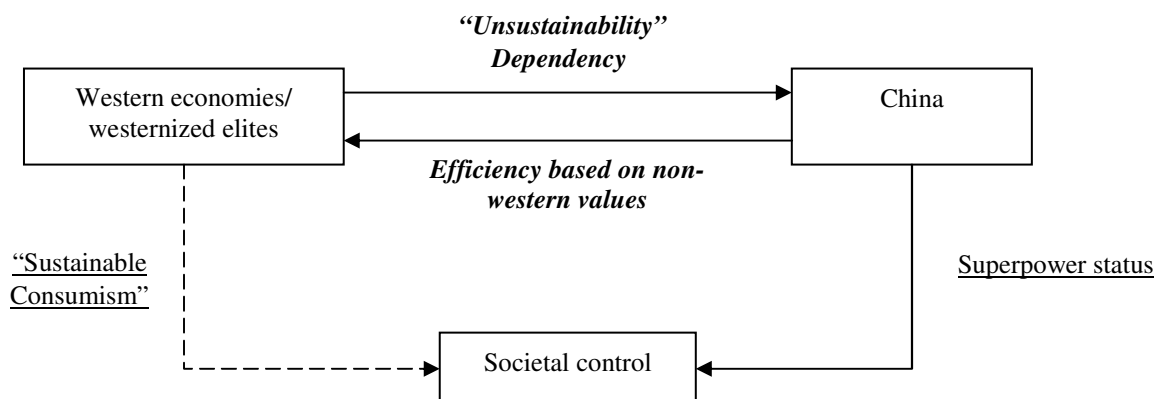 “Unsustainability”
Dependency
Western economies/
westernized elites
China
Efficiency based on non-
western values
“Sustainable
Consumism”
Superpower status
Societal control